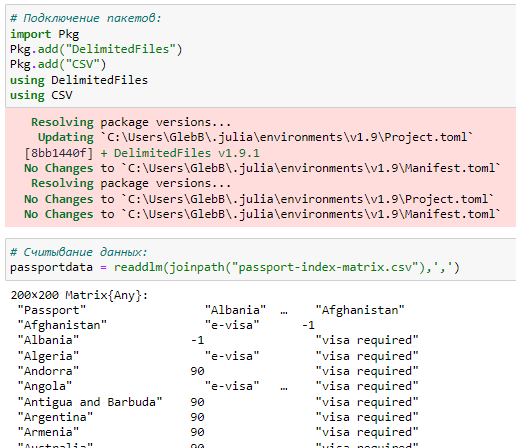 # Подключение пакетов:
import Pkg
Pkg.add("DelimitedFiles")
Pkg.add("CSV")
using DelimitedFiles
using CSV
Resolving package versions...
Updating `C:\Users\GlebB\.julia\environments\v1.9\Project.toml`
[8bb1440f] + DelimitedFiles v1.9.1
No Changes to `C:\Users\GlebB\.julia\environments\v1.9\Manifest.toml`
Resolving package versions...
No Changes to `C:\Users\GlebB\.julia\environments\v1.9\Project.toml`
No Changes to `C:\Users\GlebB\.julia\environments\v1.9\Manifest.toml`
# Считывание данных:
passportdata = readdlm(joinpath("passport-index-matrix.csv"),',')
200×200 Matrix{Any}:
"Passport" "Albania" … "Afghanistan"
"Afghanistan" "e-visa" -1
"Albania" -1 "visa required"
"Algeria" "e-visa" "visa required"
"Andorra" 90 "visa required"
"Angola" "e-visa" … "visa required"
"Antigua and Barbuda" 90 "visa required"
"Argentina" 90 "visa required"
"Armenia" 90 "visa required"
"Australia" 90 "visa required"